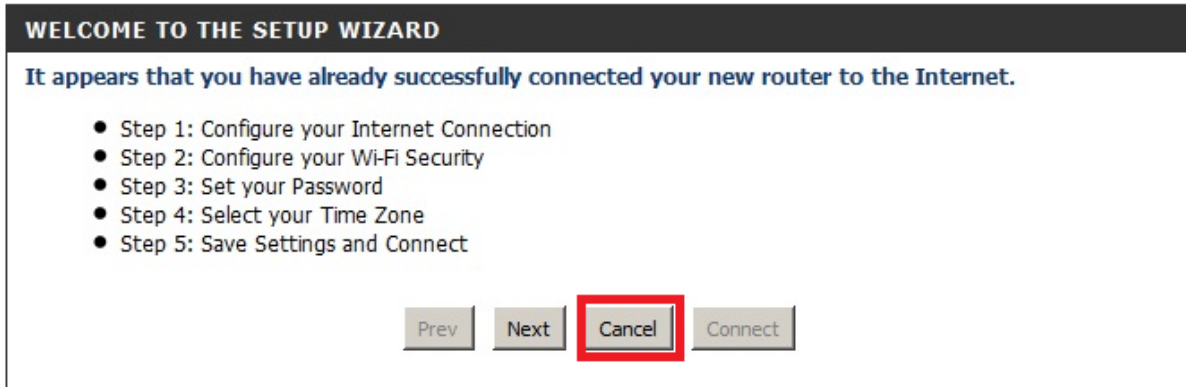 WELCOME TO THE SETUP WIZARD
It appears that you have already successfully connected your new router to the Internet.
Step 1: Configure your Internet Connection
Step 2: Configure your Wi-Fi Security
Step 3: Set your Password
Step 4: Select your Time Zone
Step 5: Save Settings and Connect
Prev Next Cancel Connect